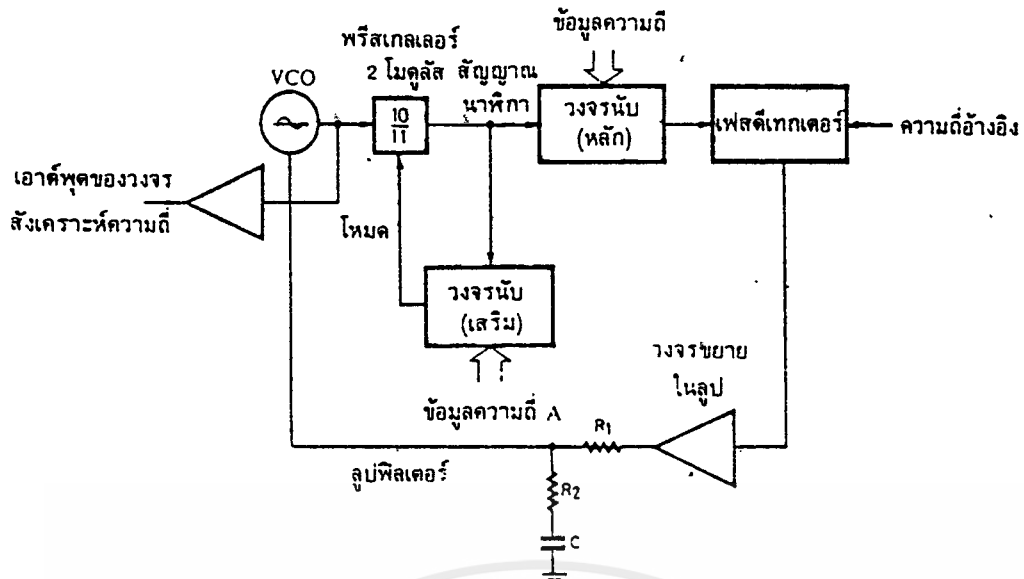 ข้อมูลความถี่
พรีสเกลเลอร์
2 โมดูลัส
สัญญาณ
นาฬิกา
VCO
10
11
วงจรนับ
(หลัก)
เฟสดีเทกเตอร์
ความถี่อ้างอิง
เอาต์พุตของวงจร
สังเคราะห์ความถี่
โหมด
วงจรนับ
(เสริม)
ข้อมูลความถี่ A
วงจรขยาย
ในลูป
R1
ลูปฟิลเตอร์
R2
C